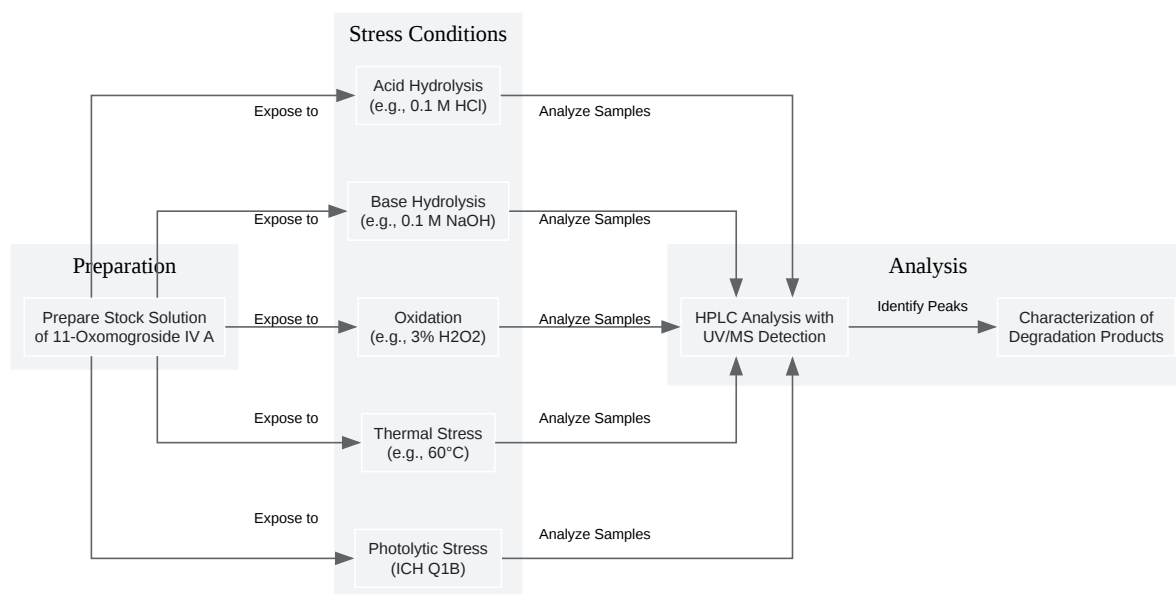 Stress Conditions
Acid Hydrolysis
(e.g., 0.1 M HCl)
Expose to
Analyze Samples
Base Hydrolysis
(e.g., 0.1 M NaOH)
Expose to
Analyze Samples
Preparation
Analysis
Prepare Stock Solution
of 11-Oxomogroside IV A
Expose to
Oxidation
(e.g., 3% H2O2)
Analyze Samples
HPLC Analysis with
UV/MS Detection
Identify Peaks
Characterization of
Degradation Products
Expose to
Thermal Stress
(e.g., 60°C)
Analyze Samples
Expose to
Photolytic Stress
(ICH Q1B)
Analyze Samples